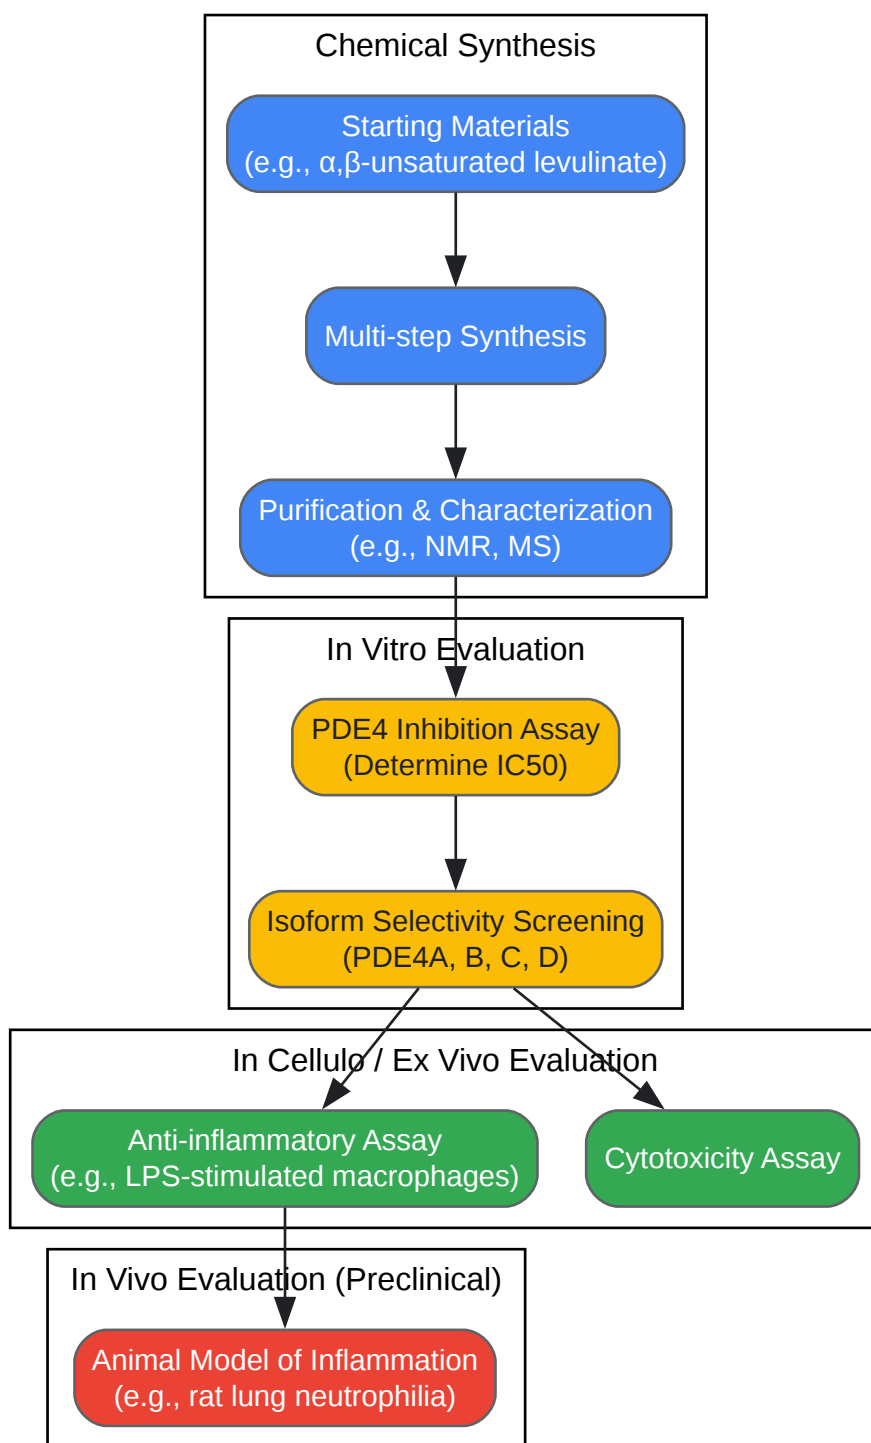 Chemical Synthesis
Starting Materials
(e.g., α,β-unsaturated levulinate)
Multi-step Synthesis
Purification & Characterization
(e.g., NMR, MS)
In Vitro Evaluation
PDE4 Inhibition Assay
(Determine IC50)
Isoform Selectivity Screening
(PDE4A, B, C, D)
In Cellulo / Ex Vivo Evaluation
Anti-inflammatory Assay
(e.g., LPS-stimulated macrophages)
Cytotoxicity Assay
In Vivo Evaluation (Preclinical)
Animal Model of Inflammation
(e.g., rat lung neutrophilia)